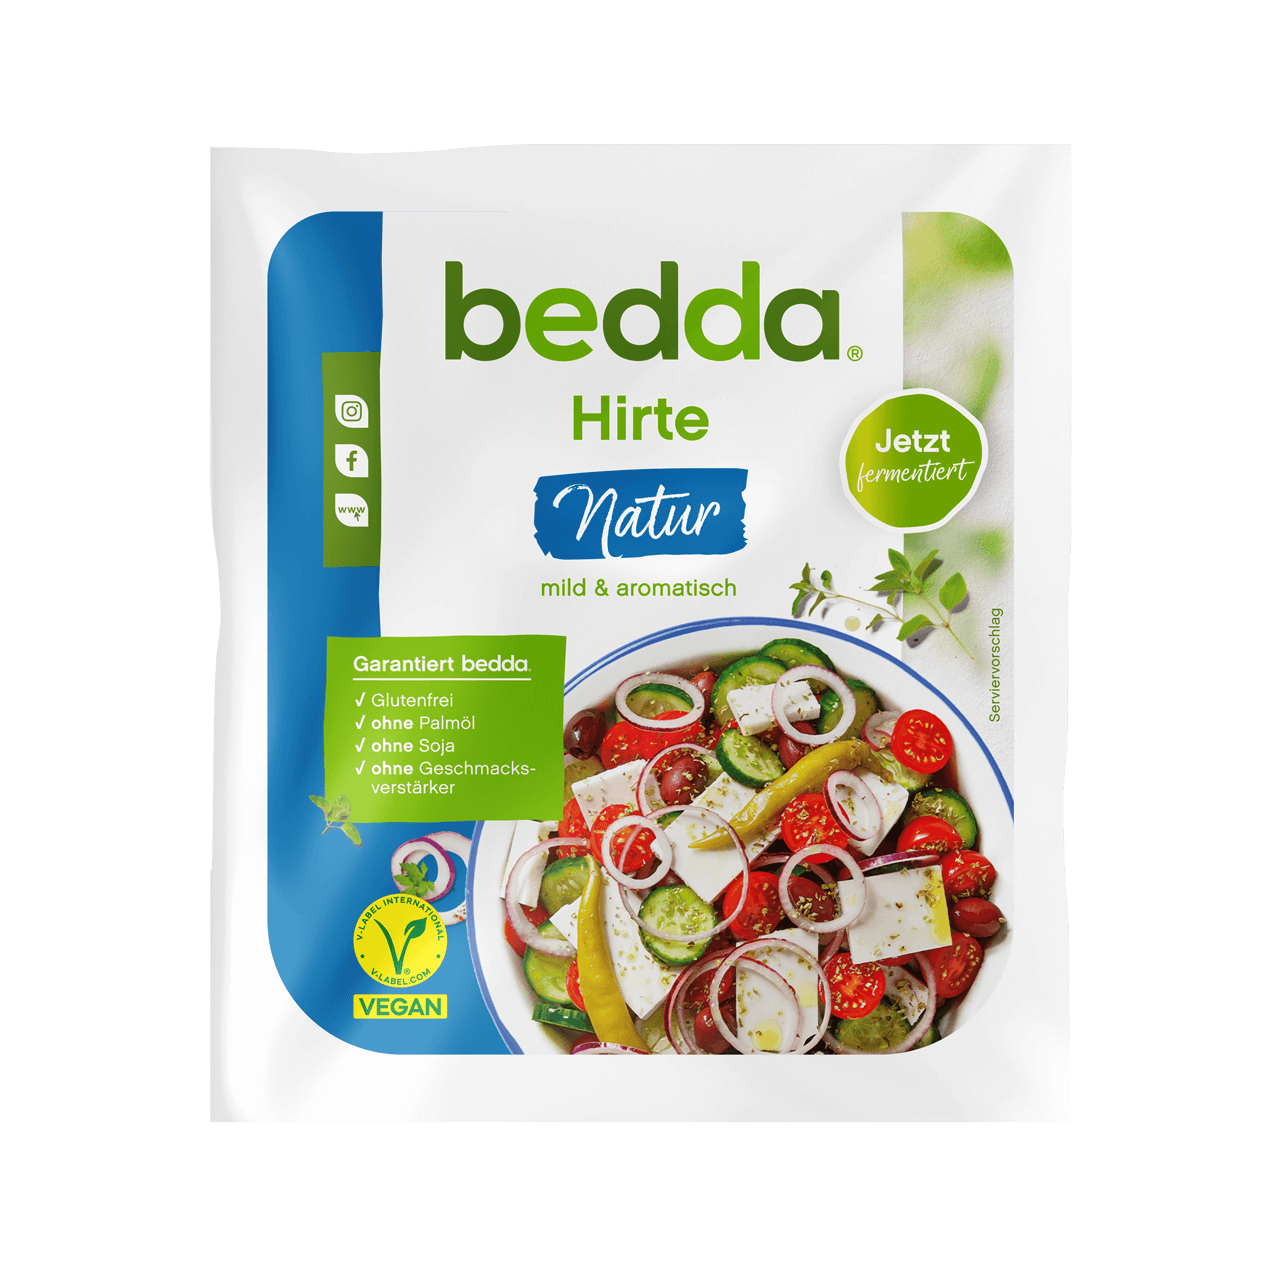 bedda®
Hirte
Natur
mild & aromatisch
Jetzt
fermentiert
www
Garantiert bedda.
✓ Glutenfrei
✓ ohne Palmöl
✓ ohne Soja
✓ ohne Geschmacks-
verstärker
Serviervorschlag
V-LABEL INTERNATIONAL
®
V-LABEL.COM
VEGAN